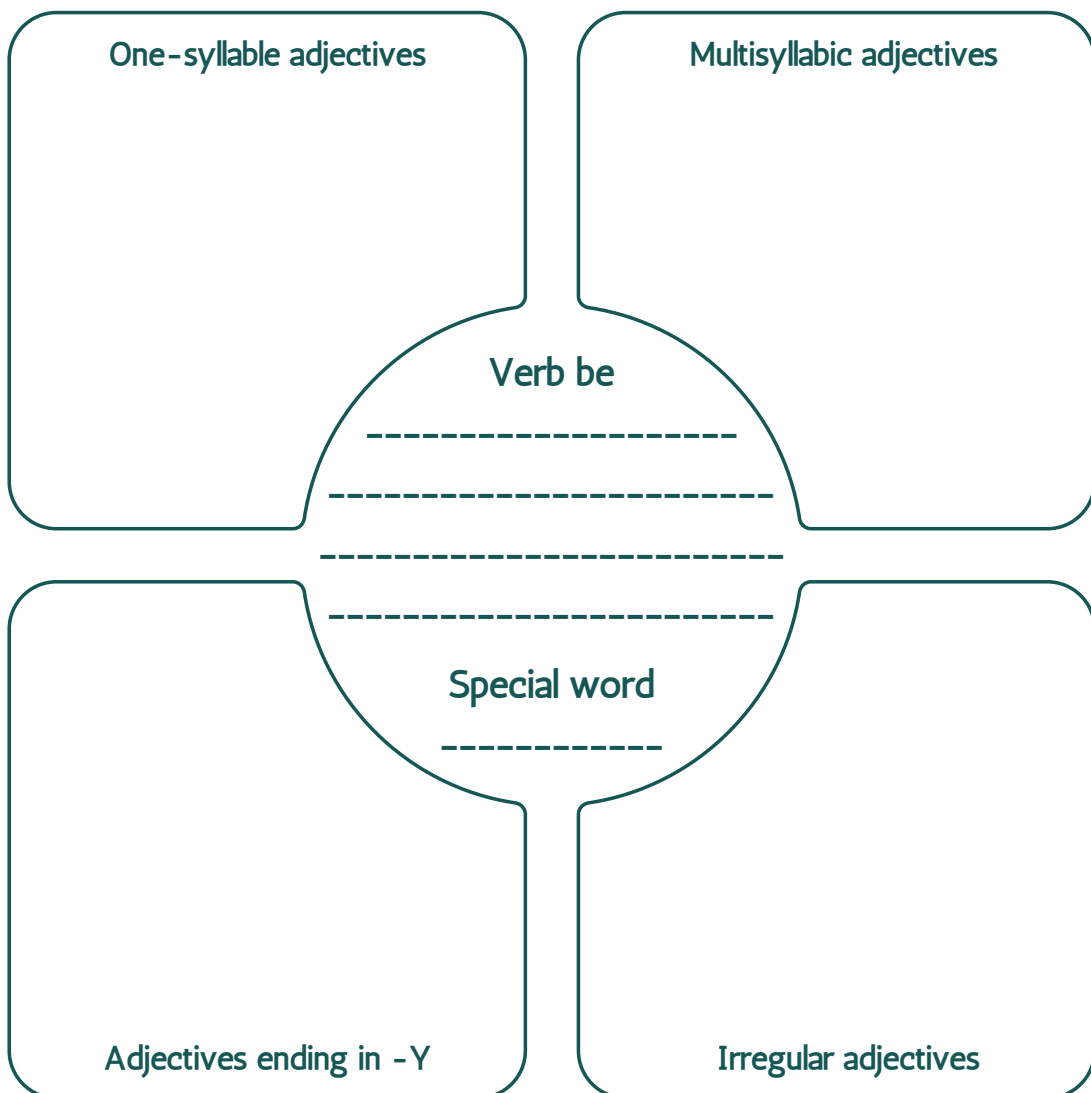 One-syllable adjectives
Multisyllabic adjectives
Verb be
--------------------
------------------------
-------------------------
------------------------
Special word
------------
Adjectives ending in -Y
Irregular adjectives